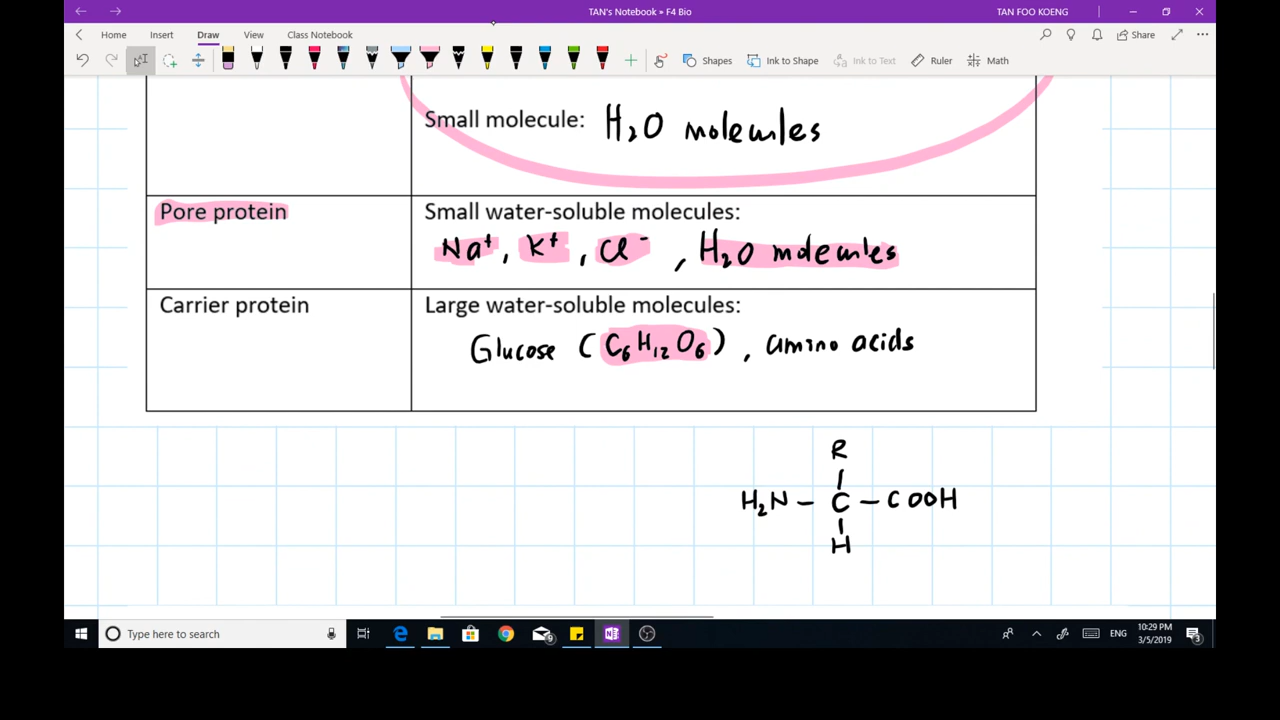 TAN's Notebook » F4 Bio
TAN FOO KOENG
Home Insert Draw View Class Notebook
Share
Shapes Ink to Shape Ink to Text Ruler Math
Small molecule: H₂O molecules
Pore protein
Small water-soluble molecules:
Na⁺, K⁺, Cl⁻, H₂O molecules
Carrier protein
Large water-soluble molecules:
Glucose (C₆H₁₂O₆), amino acids
R
H₂N – C – COOH
H
Type here to search
9
ENG
10:29 PM
3/5/2019
3